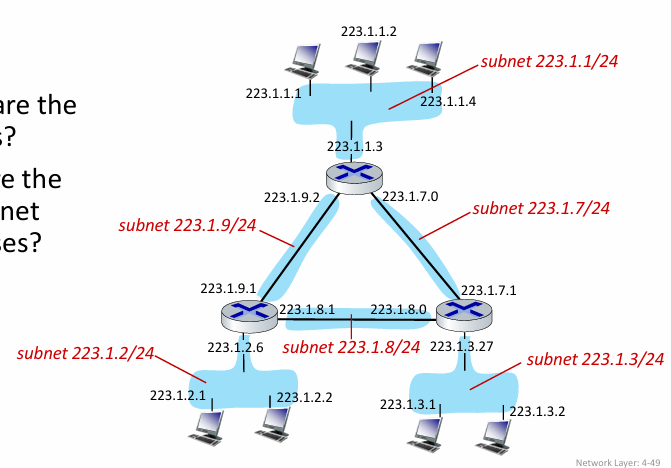 223.1.1.2
subnet 223.1.1/24
223.1.1.1
223.1.1.4
are the
s?
223.1.1.3
re the
net
ses?
223.1.9.2
223.1.7.0
subnet 223.1.9/24
subnet 223.1.7/24
223.1.9.1
223.1.7.1
223.1.8.1
223.1.8.0
223.1.2.6
subnet 223.1.8/24
223.1.3.27
subnet 223.1.2/24
subnet 223.1.3/24
223.1.2.1
223.1.2.2
223.1.3.1
223.1.3.2
Network Layer: 4-49